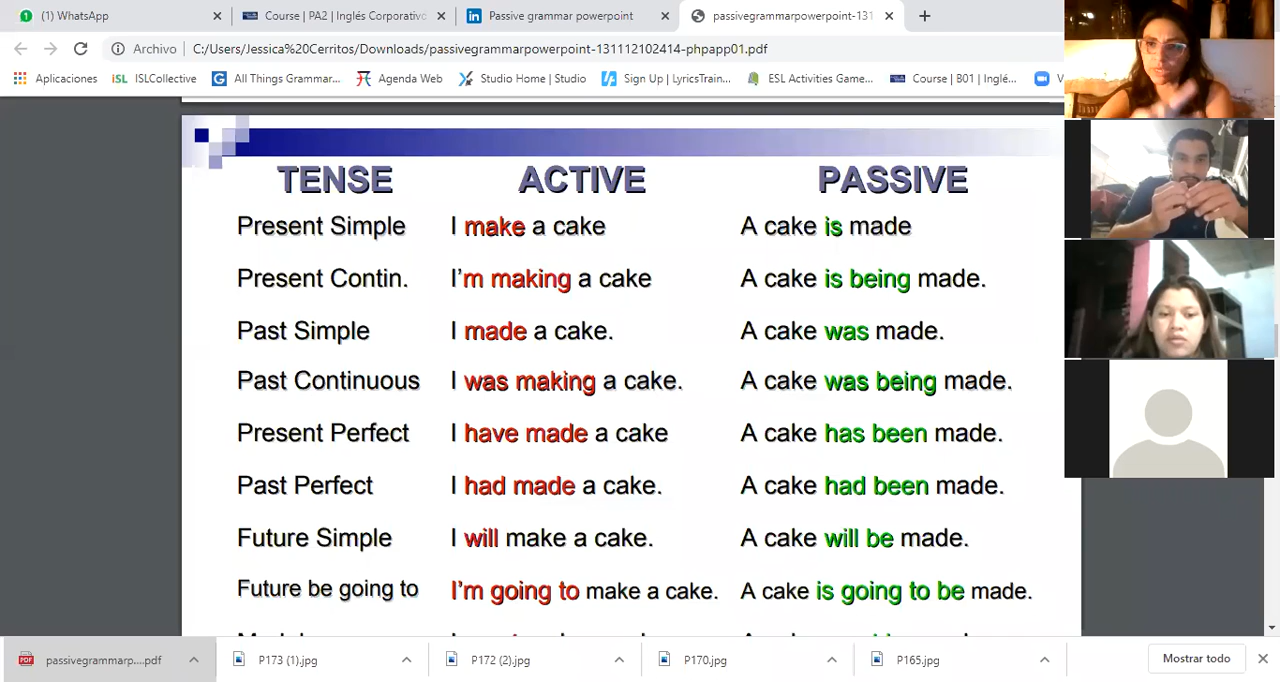 (1) WhatsApp
Course | PA2 | Inglés Corporativo
Passive grammar powerpoint
passivegrammarpowerpoint-131
Archivo | C:/Users/Jessica%20Cerritos/Downloads/passivegrammarpowerpoint-131112102414-phpapp01.pdf
Aplicaciones iSL ISLCollective All Things Grammar... Agenda Web Studio Home | Studio Sign Up | LyricsTrain... ESL Activities Game... Course | B01 | Inglé...
TENSE ACTIVE PASSIVE
Present Simple I make a cake A cake is made
Present Contin. I'm making a cake A cake is being made.
Past Simple I made a cake. A cake was made.
Past Continuous I was making a cake. A cake was being made.
Present Perfect I have made a cake A cake has been made.
Past Perfect I had made a cake. A cake had been made.
Future Simple I will make a cake. A cake will be made.
Future be going to I'm going to make a cake. A cake is going to be made.
passivegrammarp....pdf P173 (1).jpg P172 (2).jpg P170.jpg P165.jpg Mostrar todo